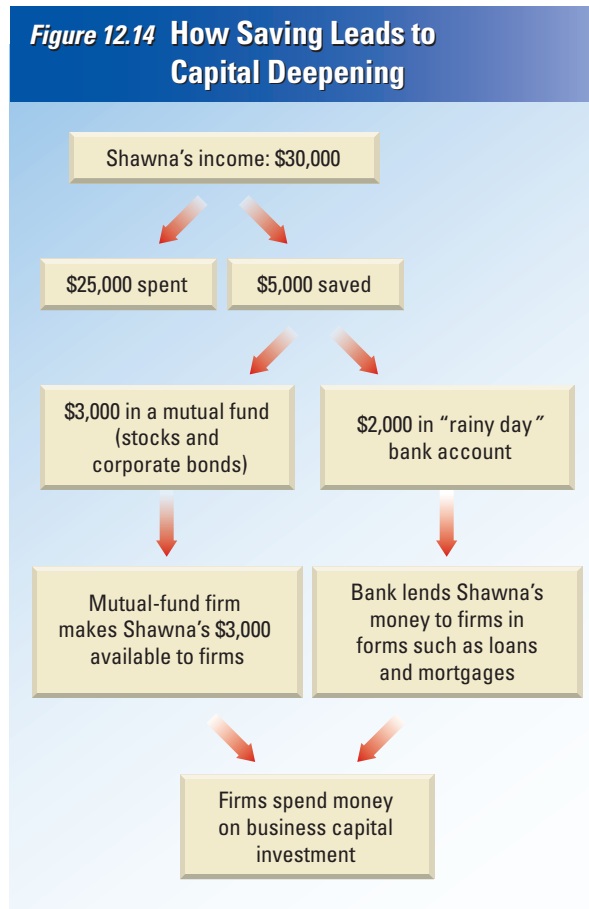 Figure 12.14 How Saving Leads to
Capital Deepening
Shawna’s income: $30,000
$25,000 spent
$5,000 saved
$3,000 in a mutual fund
(stocks and
corporate bonds)
$2,000 in “rainy day”
bank account
Mutual-fund firm
makes Shawna’s $3,000
available to firms
Bank lends Shawna’s
money to firms in
forms such as loans
and mortgages
Firms spend money
on business capital
investment